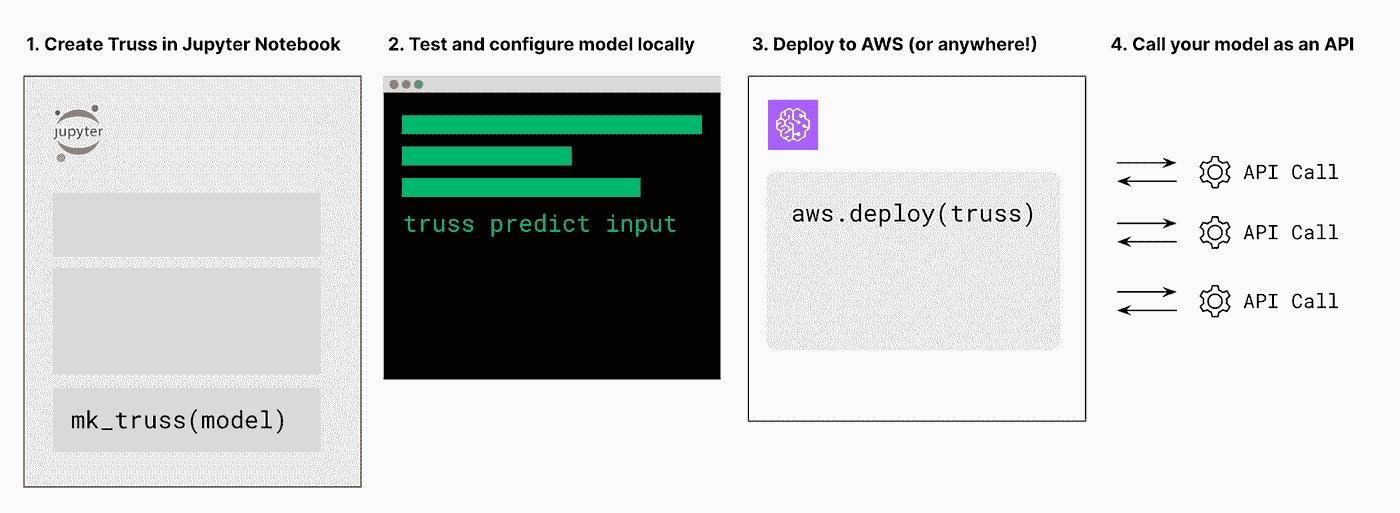 1. Create Truss in Jupyter Notebook
jupyter
mk_truss(model)
2. Test and configure model locally
truss predict input
3. Deploy to AWS (or anywhere!)
aws.deploy(truss)
4. Call your model as an API
API Call
API Call
API Call